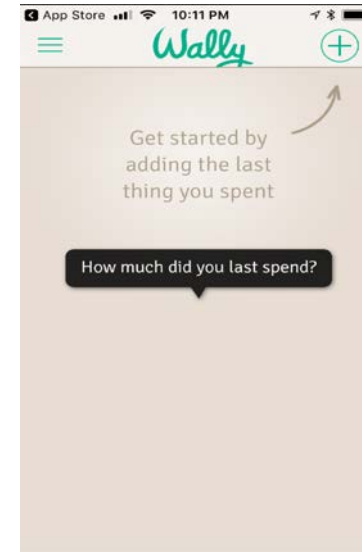 App Store 10:11 PM
Wally
Get started by
adding the last
thing you spent
How much did you last spend?